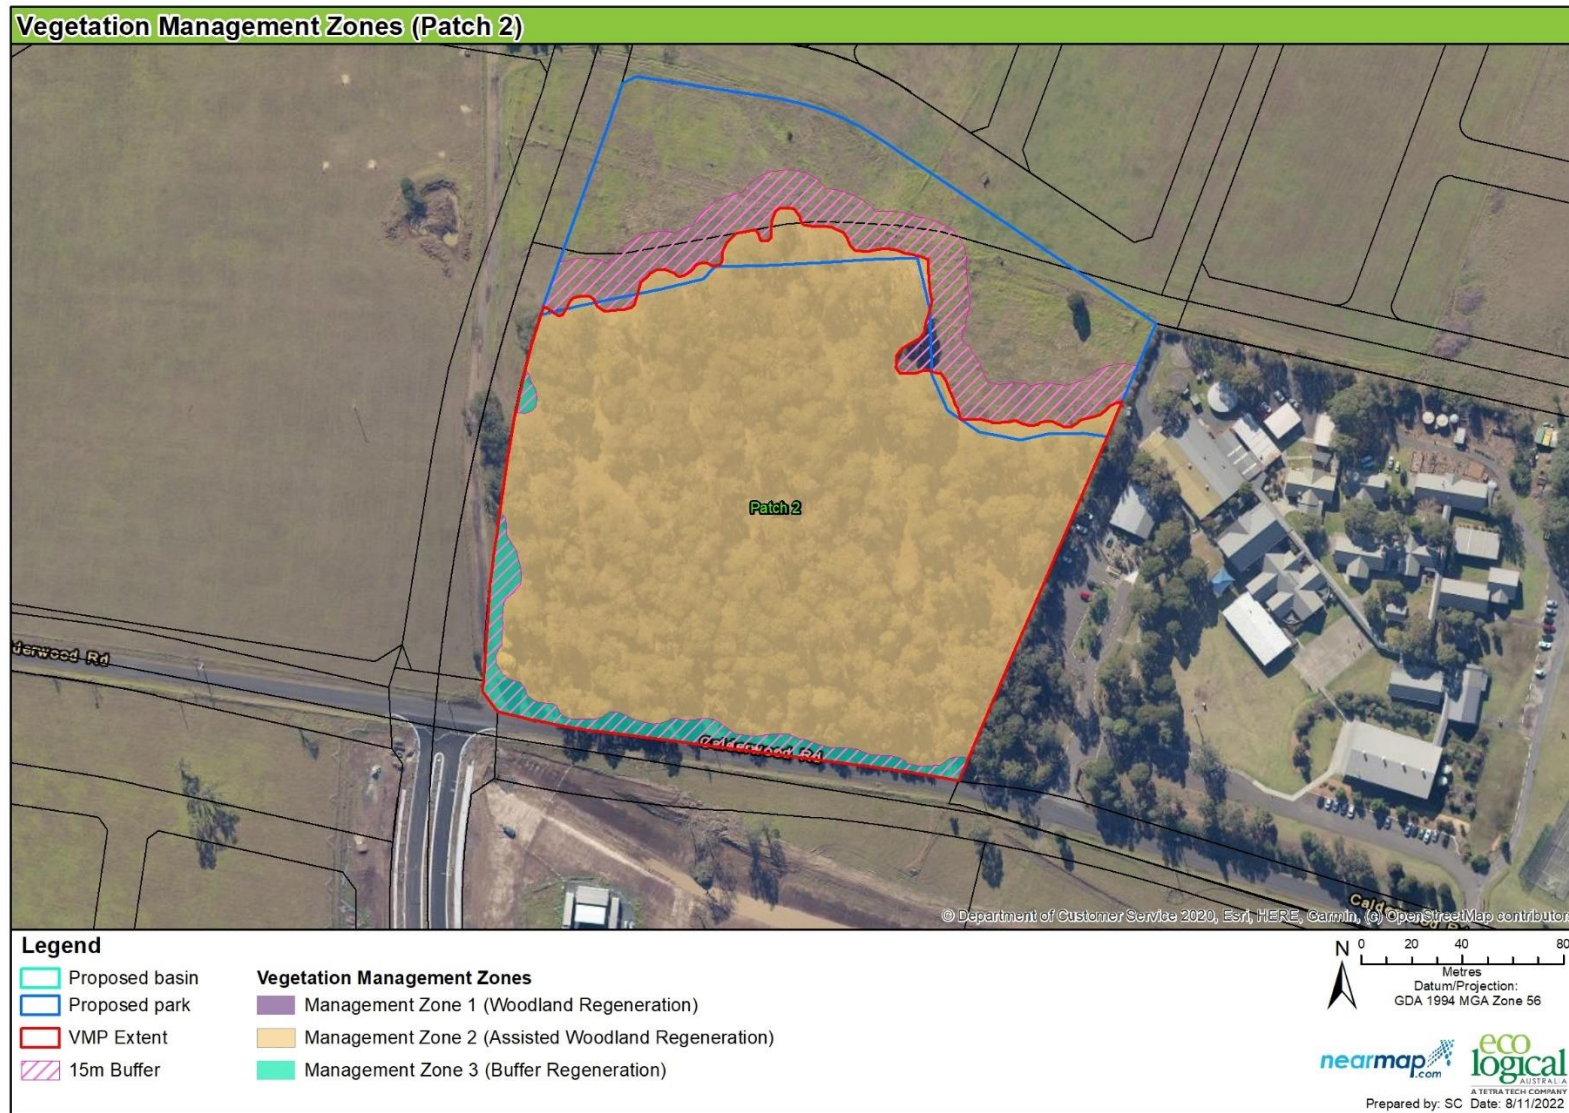 Vegetation Management Zones (Patch 2)
Patch 2
derwood Rd
Calderwood Rd
© Department of Customer Service 2020, Esri, HERE, Garmin, (c) OpenStreetMap contributors
Legend
Proposed basin
Proposed park
VMP Extent
15m Buffer
Vegetation Management Zones
Management Zone 1 (Woodland Regeneration)
Management Zone 2 (Assisted Woodland Regeneration)
Management Zone 3 (Buffer Regeneration)
N
0 20 40 80
Metres
Datum/Projection:
GDA 1994 MGA Zone 56
nearmap
.com
eco
logical
AUSTRALIA
A TETRA TECH COMPANY
Prepared by: SC Date: 8/11/2022